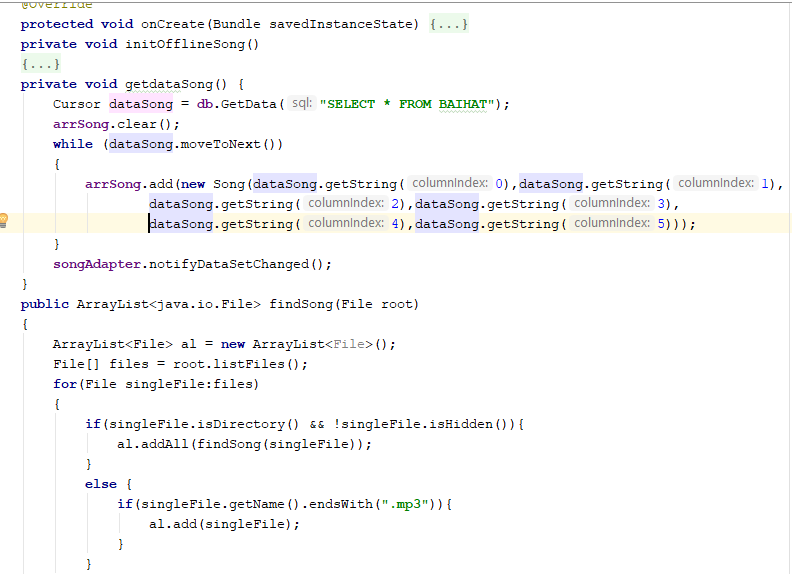 @Override
protected void onCreate(Bundle savedInstanceState) {...}
private void initOfflineSong()
{...}
private void getdataSong() {
Cursor dataSong = db.GetData( sql: "SELECT * FROM BAIHAT");
arrSong.clear();
while (dataSong.moveToNext())
{
arrSong.add(new Song(dataSong.getString( columnIndex: 0),dataSong.getString( columnIndex: 1),
dataSong.getString( columnIndex: 2),dataSong.getString( columnIndex: 3),
dataSong.getString( columnIndex: 4),dataSong.getString( columnIndex: 5)));
}
songAdapter.notifyDataSetChanged();
}
public ArrayList<java.io.File> findSong(File root)
{
ArrayList<File> al = new ArrayList<File>();
File[] files = root.listFiles();
for(File singleFile:files)
{
if(singleFile.isDirectory() && !singleFile.isHidden()){
al.addAll(findSong(singleFile));
}
else {
if(singleFile.getName().endsWith(".mp3")){
al.add(singleFile);
}
}